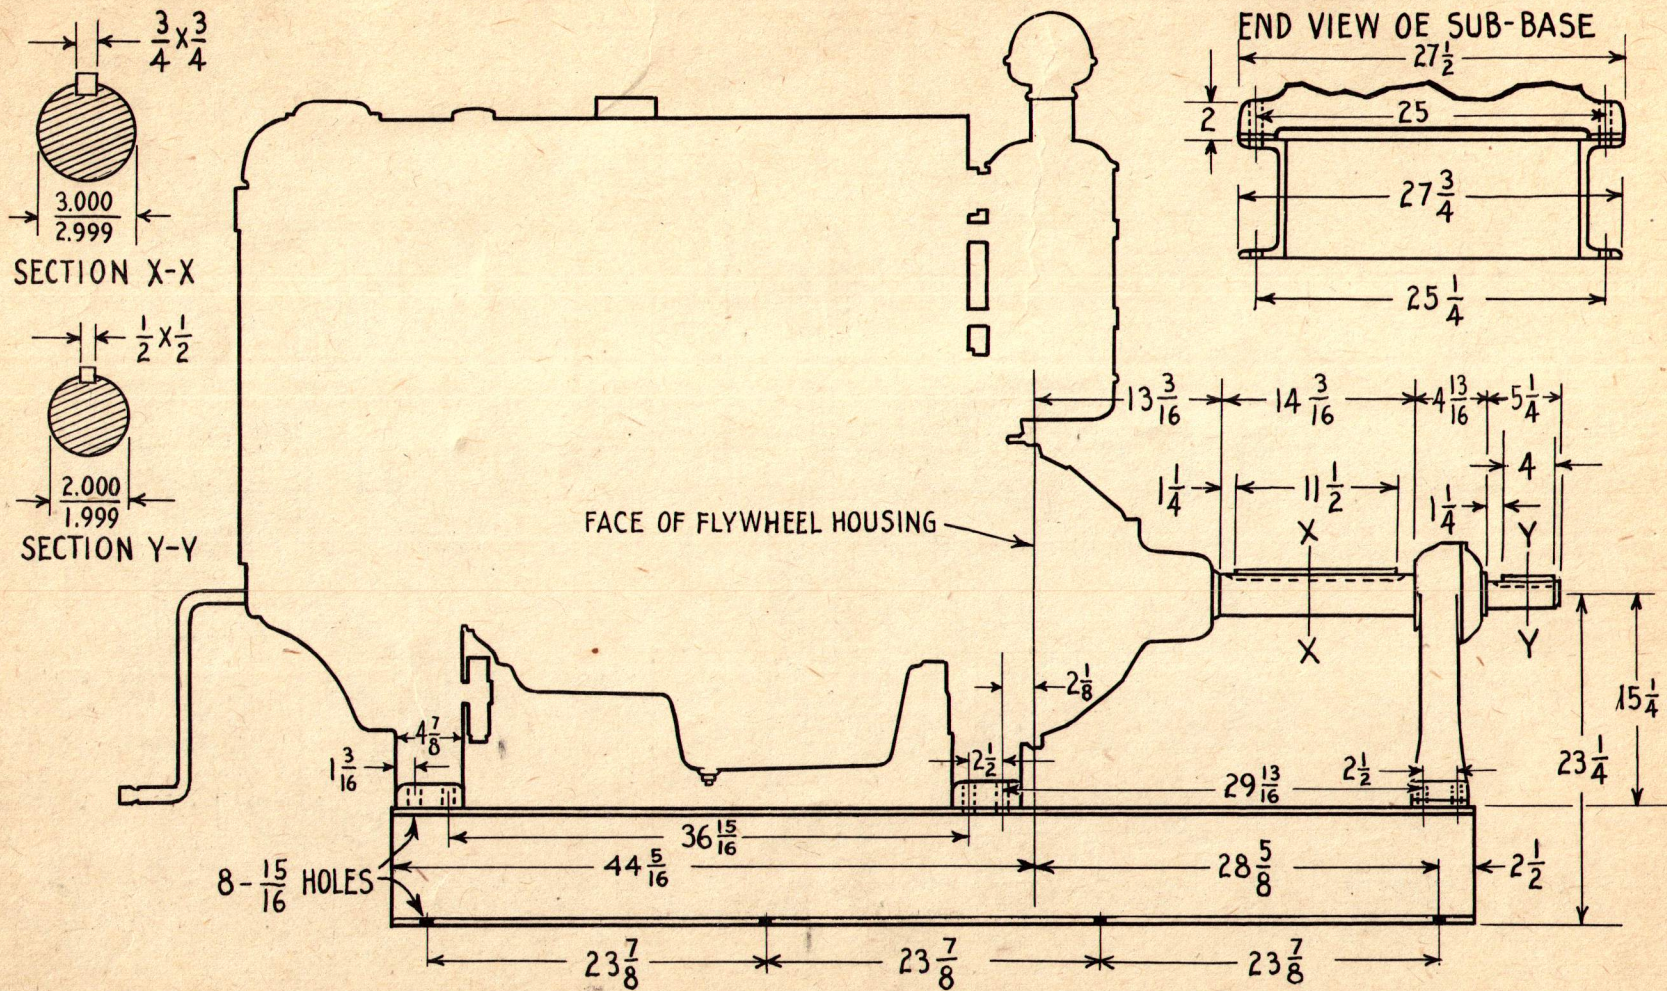 3/4 X 3/4
3.000
2.999
SECTION X-X
1/2 X 1/2
2.000
1.999
SECTION Y-Y
END VIEW OE SUB-BASE
27 1/2
2
25
27 3/4
25 1/4
13 3/16
14 3/16
4 13/16
5 1/4
4
1 1/4
11 1/2
1 1/4
FACE OF FLYWHEEL HOUSING
X
Y
X
Y
2 1/8
15 1/4
23 1/4
4 7/8
1 3/16
2 1/2
29 13/16
2 1/2
36 15/16
44 5/16
28 5/8
2 1/2
8 - 15/16 HOLES
23 7/8
23 7/8
23 7/8